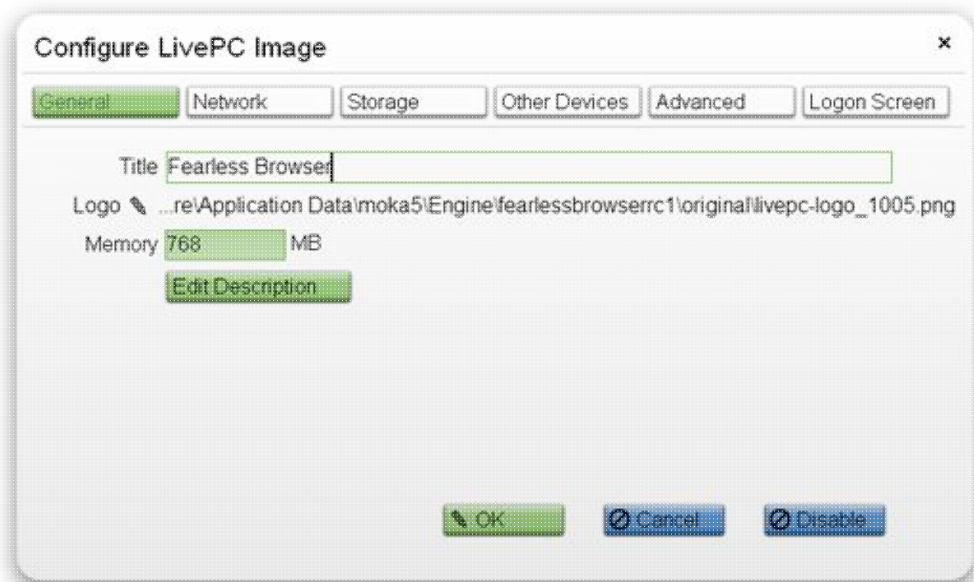 Configure LivePC Image ×
General Network Storage Other Devices Advanced Logon Screen
Title Fearless Browser
Logo ...re\Application Data\moka5\Engine\fearlessbrowserrc1\original\livepc-logo_1005.png
Memory 768 MB
Edit Description
OK Cancel Disable